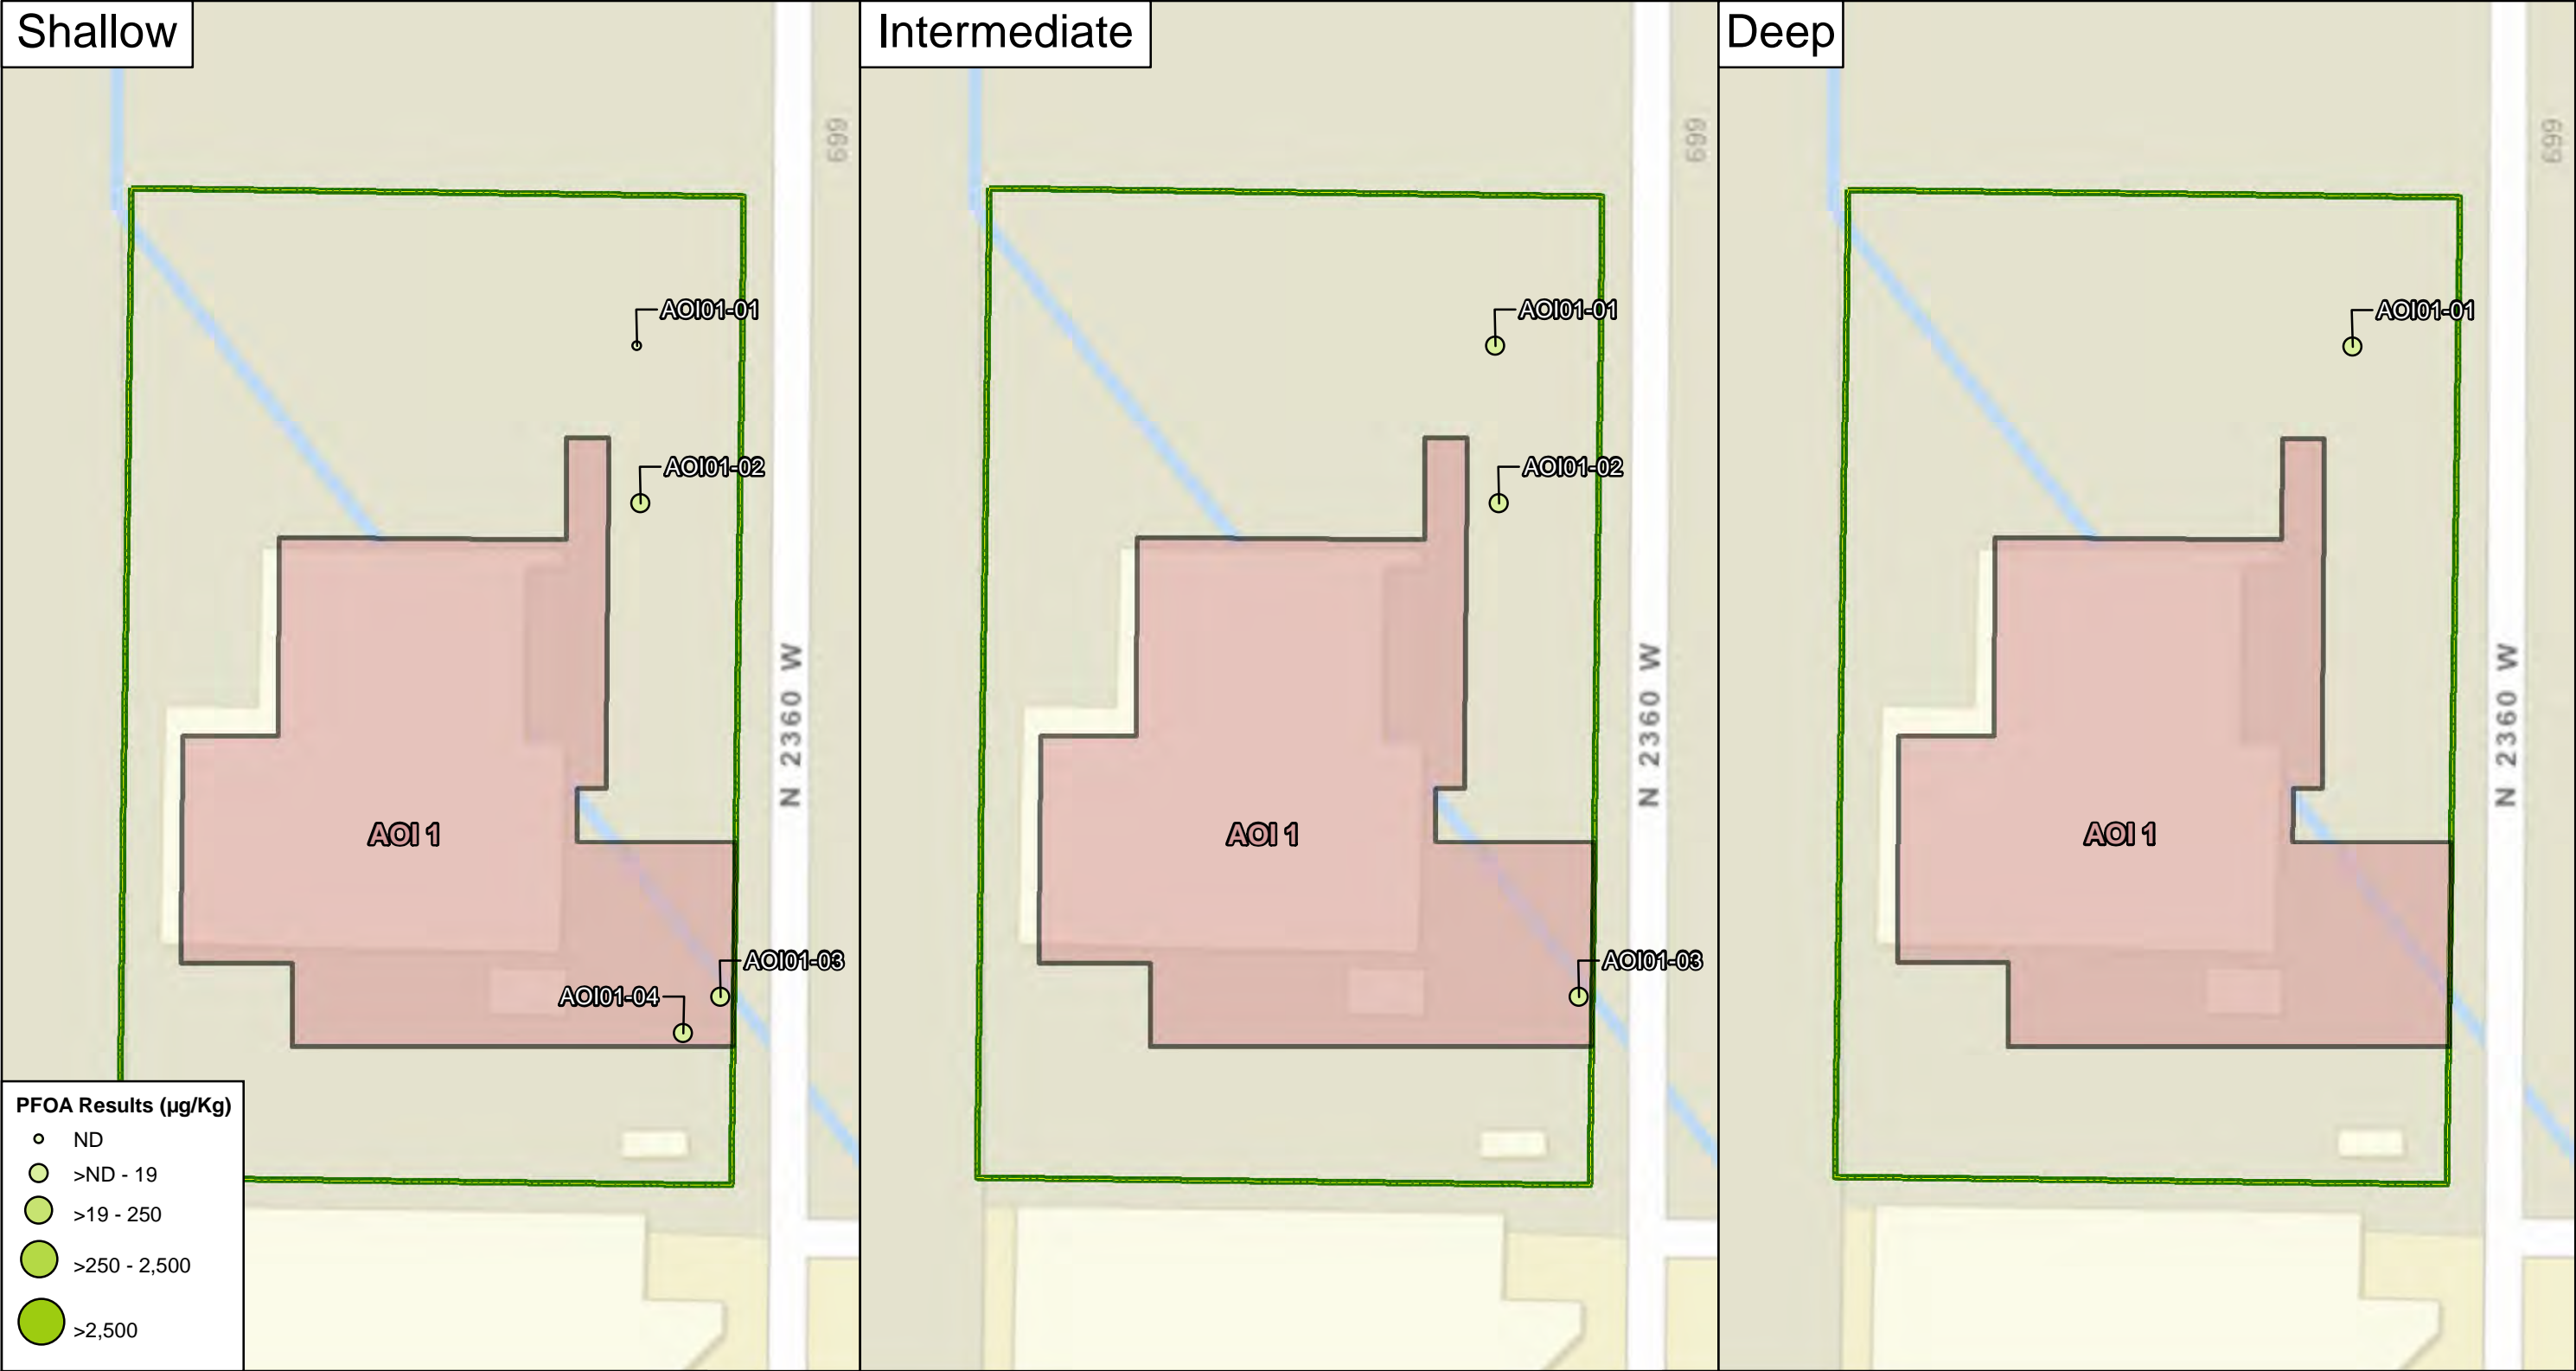 Shallow
699
AOI01-01
AOI01-02
N 2360 W
AOI 1
AOI01-03
AOI01-04
PFOA Results (µg/Kg)
ND
>ND - 19
>19 - 250
>250 - 2,500
>2,500
Intermediate
699
AOI01-01
AOI01-02
N 2360 W
AOI 1
AOI01-03
Deep
699
AOI01-01
N 2360 W
AOI 1